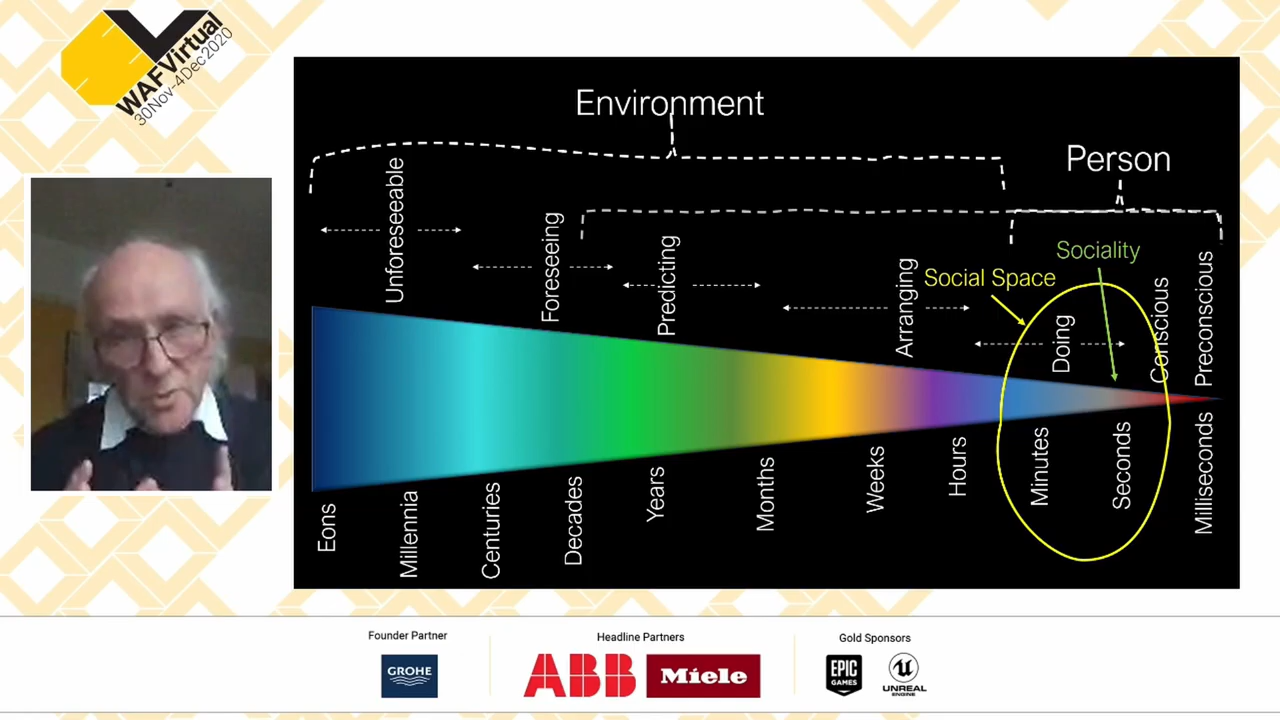 WAFVirtual
30Nov-4Dec2020
Environment
Person
Unforeseeable
Foreseeing
Predicting
Arranging
Social Space
Sociality
Doing
Conscious
Preconscious
Eons
Millennia
Centuries
Decades
Years
Months
Weeks
Hours
Minutes
Seconds
Milliseconds
Founder Partner
Headline Partners
Gold Sponsors
GROHE
ABB
Miele
EPIC
GAMES
UNREAL
ENGINE